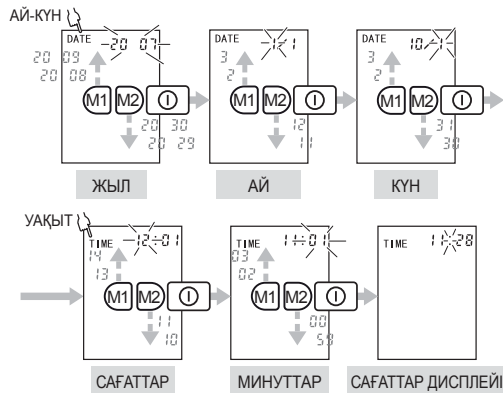 АЙ-КҮН
DATE 20 07
20 09
20 08
M1 M2
20 30
20 29
ЖЫЛ
DATE 1-1
3
2
M1 M2
12
11
АЙ
DATE 10-1
3
2
M1 M2
31
30
КҮН
УАҚЫТ
TIME 12:01
14
13
M1 M2
11
10
САҒАТТАР
TIME 11:01
03
02
M1 M2
00
59
МИНУТТАР
TIME 11:28
САҒАТТАР ДИСПЛЕЙІ